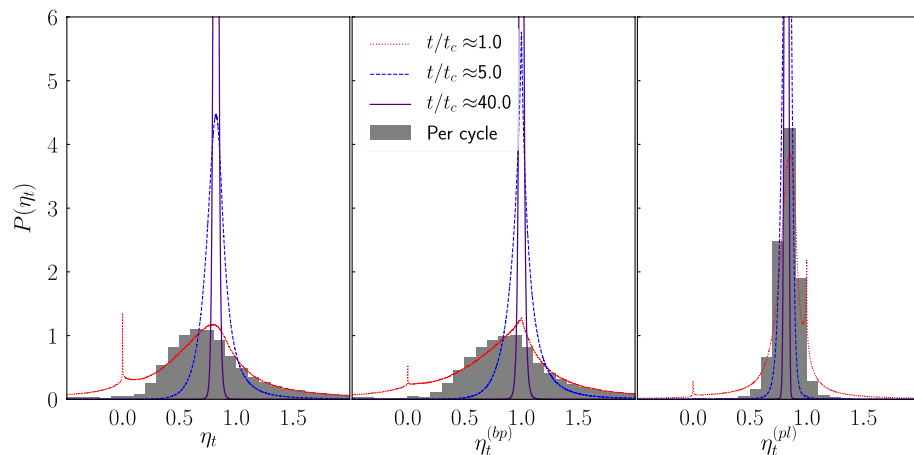 6
5
4
3
2
1
0
P(η_t)
t/t_c ≈1.0
t/t_c ≈5.0
t/t_c ≈40.0
Per cycle
0.0 0.5 1.0 1.5
0.0 0.5 1.0 1.5
0.0 0.5 1.0 1.5
η_t
η_t^{(bp)}
η_t^{(pl)}